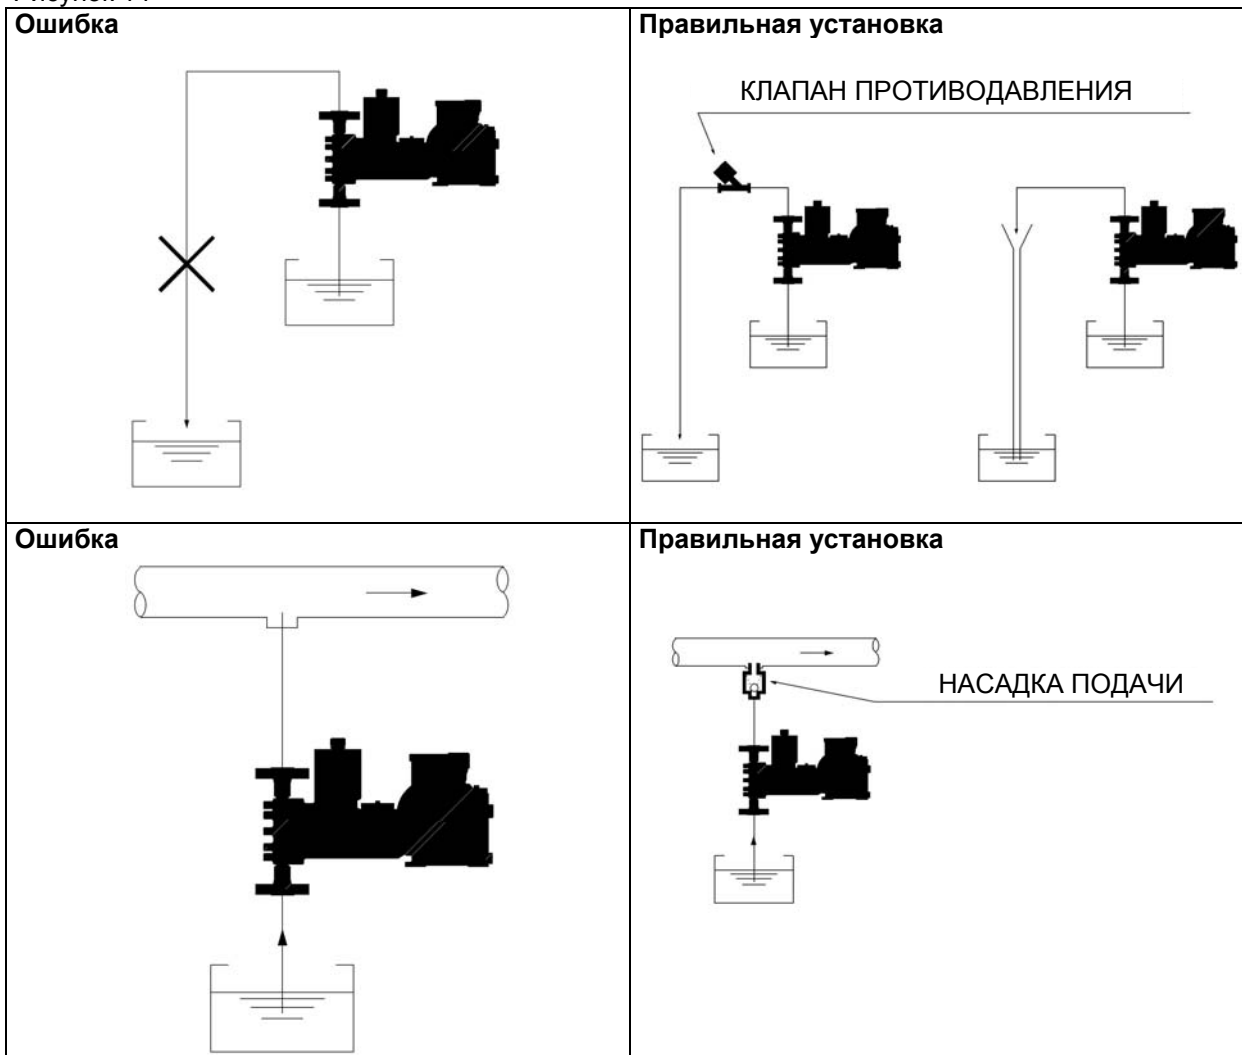 Ошибка
Правильная установка
КЛАПАН ПРОТИВОДАВЛЕНИЯ
Ошибка
Правильная установка
НАСАДКА ПОДАЧИ